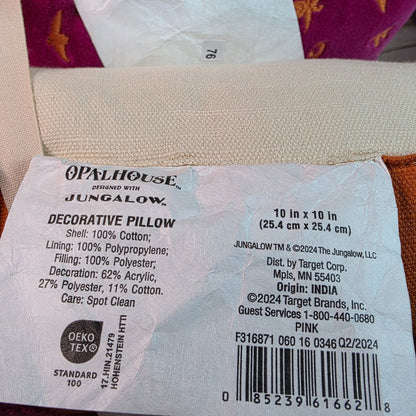 76
OPALHOUSE™
DESIGNED WITH
JUNGALOW™
DECORATIVE PILLOW
Shell: 100% Cotton;
Lining: 100% Polypropylene;
Filling: 100% Polyester;
Decoration: 62% Acrylic,
27% Polyester, 11% Cotton.
Care: Spot Clean
OEKO
TEX®
STANDARD
100
17.HIN.21479
HOHENSTEIN HTTI
10 in x 10 in
(25.4 cm x 25.4 cm)
JUNGALOW TM & ©2024 The Jungalow, LLC
Dist. by Target Corp.
Mpls, MN 55403
Origin: INDIA
©2024 Target Brands, Inc.
Guest Services 1-800-440-0680
PINK
F316871 060 16 0346 Q2/2024
0 85239 61662 8